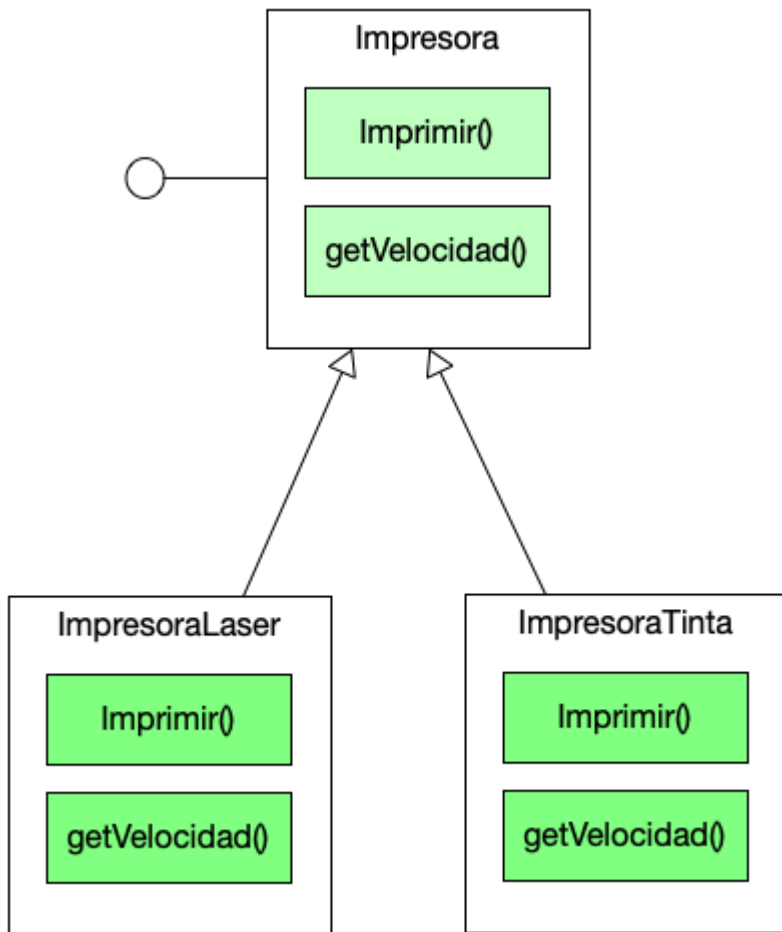 Impresora
Imprimir()
getVelocidad()
ImpresoraLaser
Imprimir()
getVelocidad()
ImpresoraTinta
Imprimir()
getVelocidad()